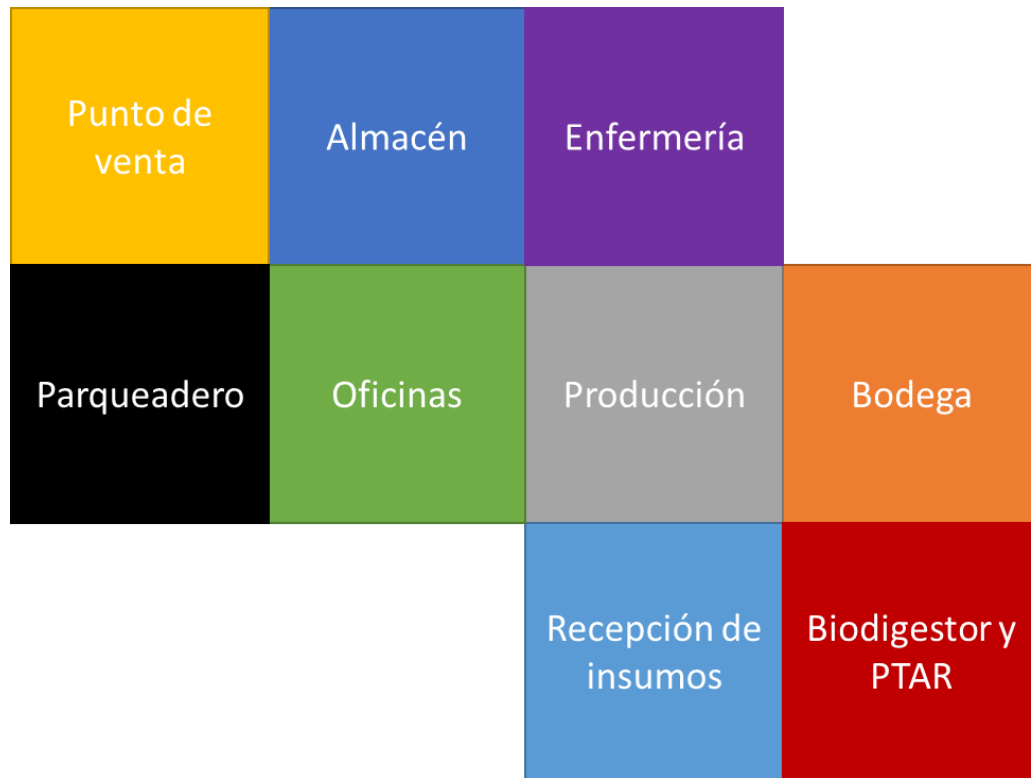 Punto de
venta
Almacén
Enfermería
Parqueadero
Oficinas
Producción
Bodega
Recepción de
insumos
Biodigestor y
PTAR